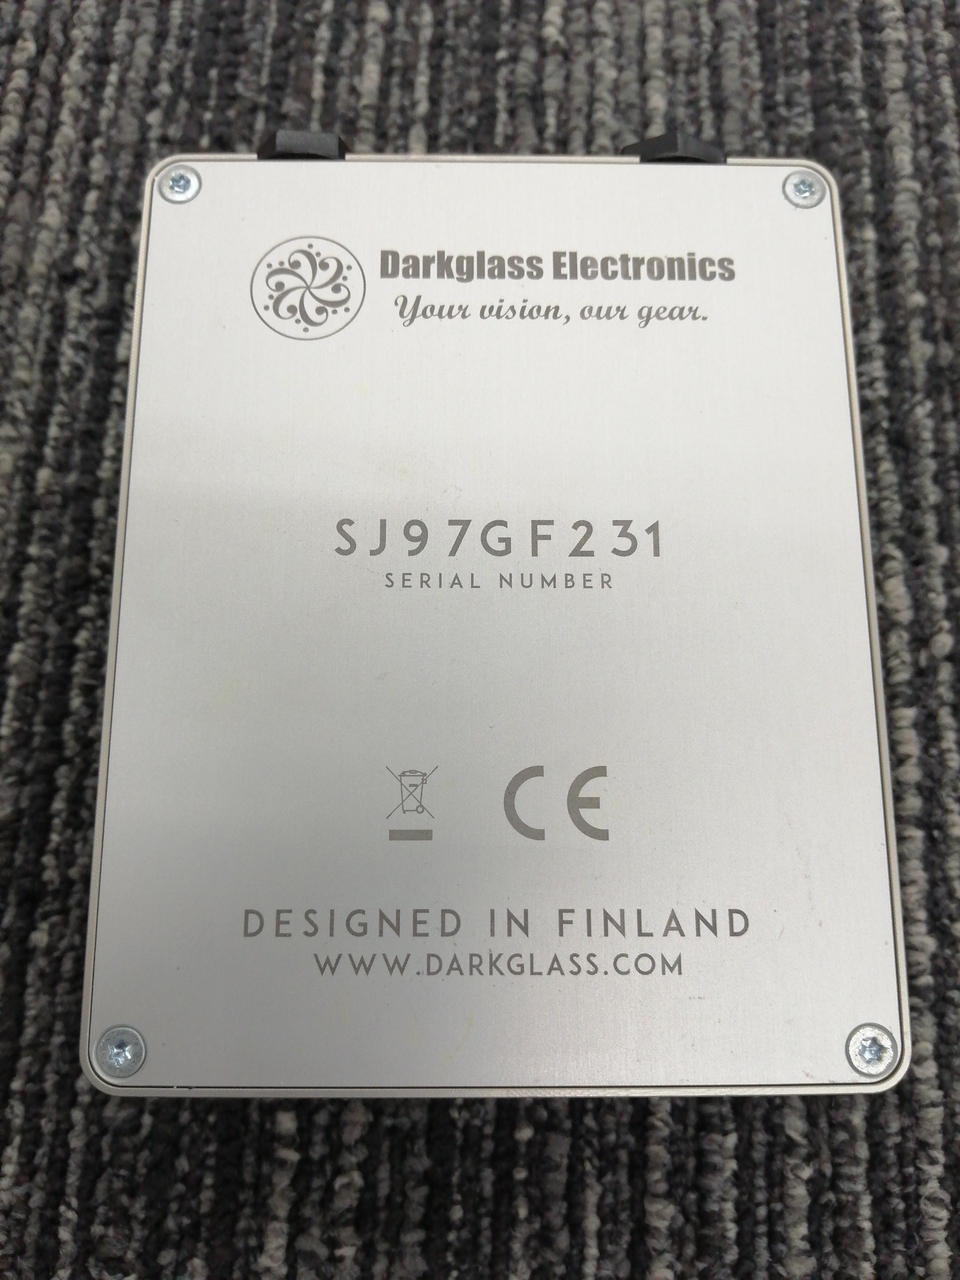 Darkglass Electronics
Your vision, our gear.
SJ97GF231
SERIAL NUMBER
CE
DESIGNED IN FINLAND
WWW.DARKGLASS.COM